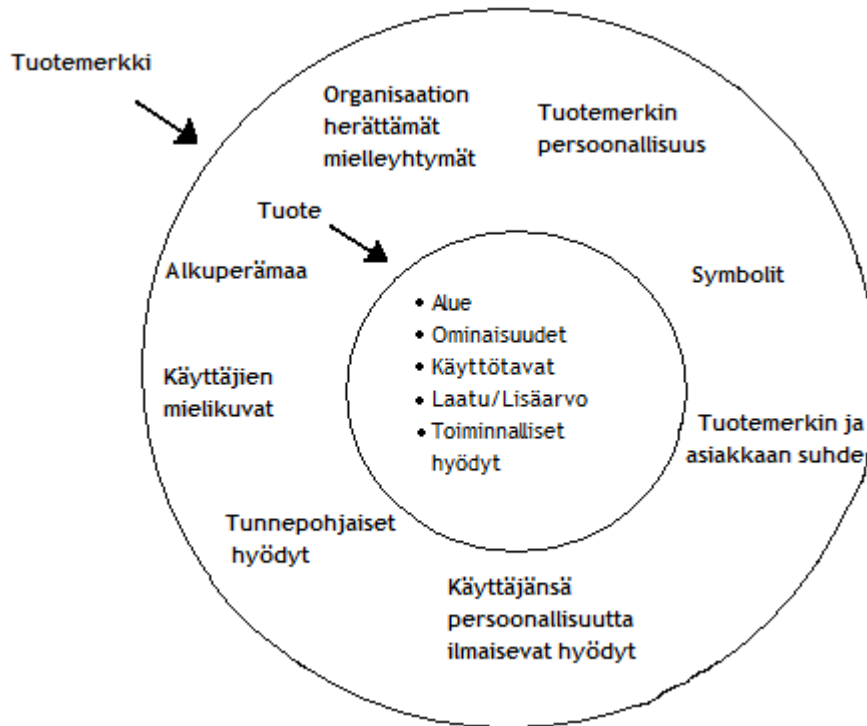 Tuotemerkki
Organisaation
herättämät
mielleyhtymät
Tuotemerkin
persoonallisuus
Tuote
Alkuperämaa
Symbolit
• Alue
• Ominaisuudet
• Käyttötavat
• Laatu/Lisäarvo
• Toiminnalliset
hyödyt
Käyttäjien
mielikuvat
Tuotemerkin ja
asiakkaan suhde
Tunnepohjaiset
hyödyt
Käyttäjänsä
persoonallisuutta
ilmaisevat hyödyt